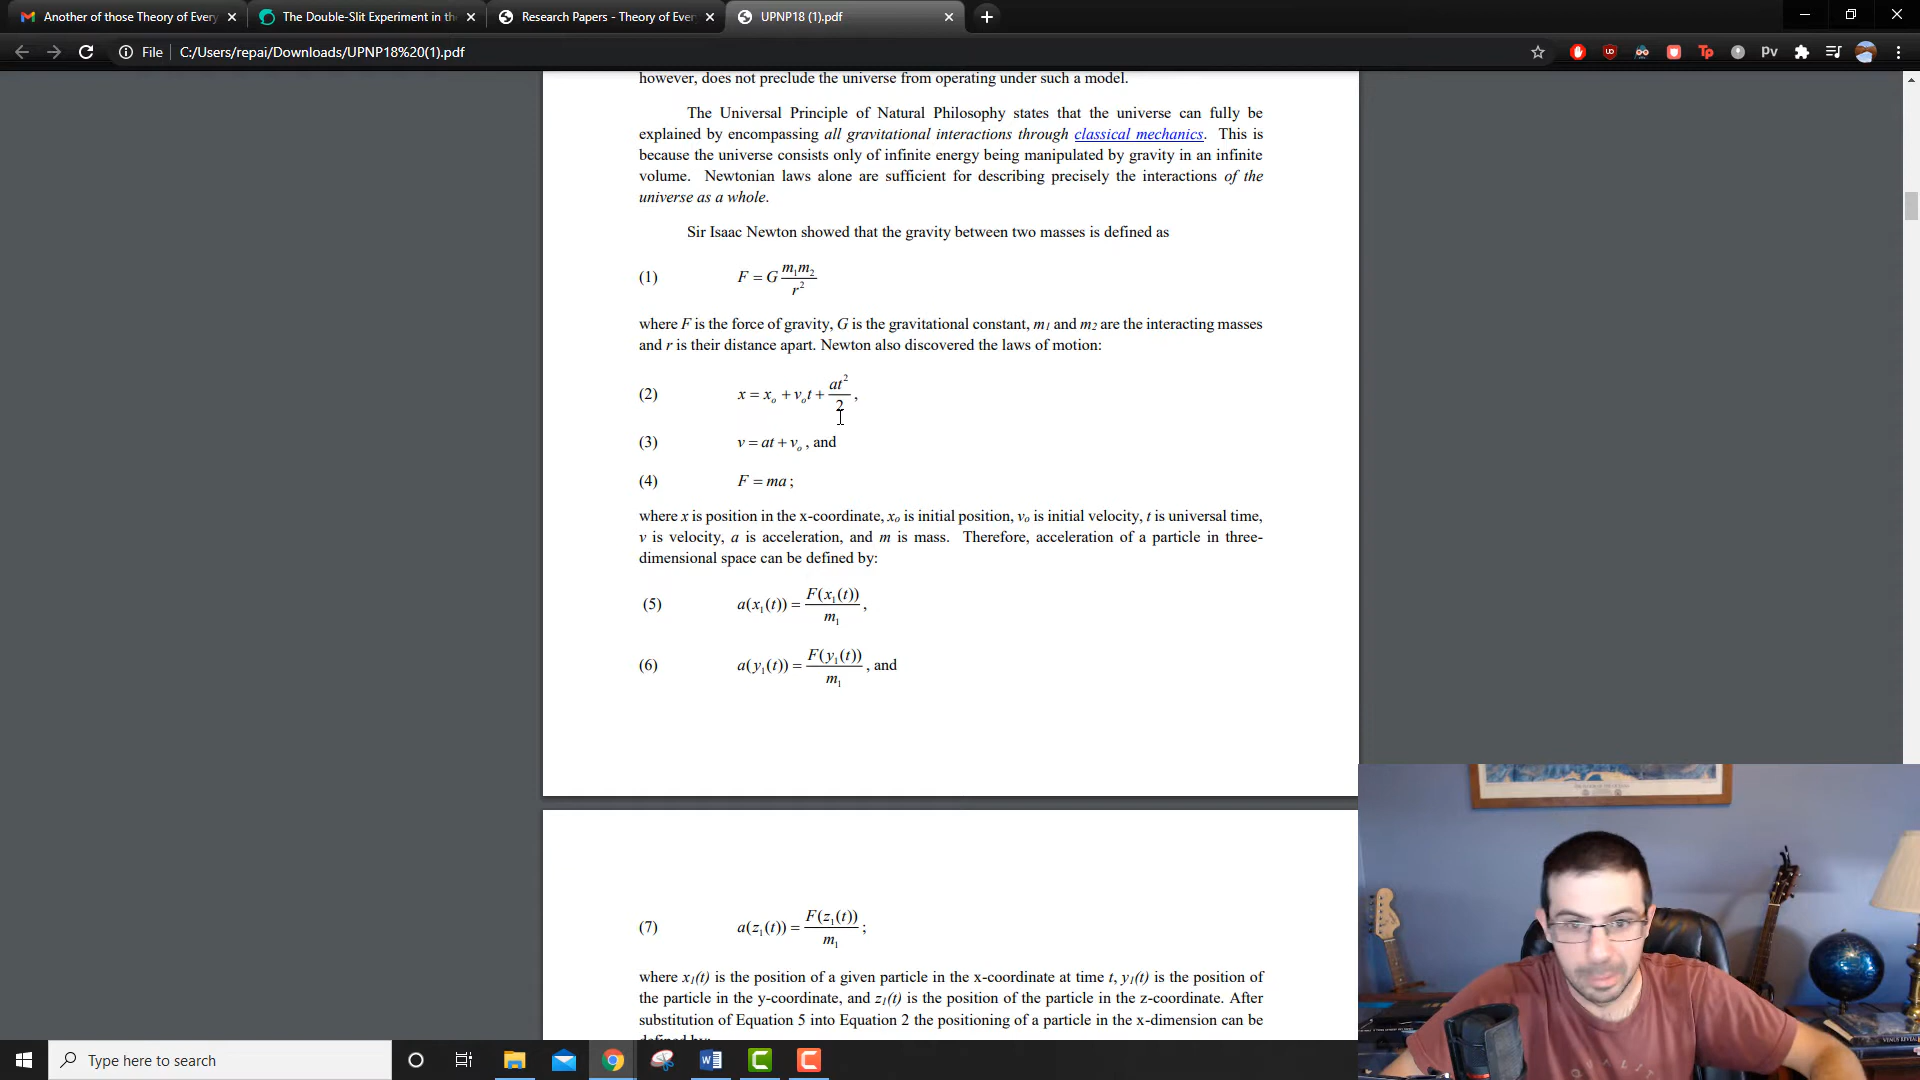 Another of those Theory of Every
The Double-Slit Experiment in the
Research Papers - Theory of Ever
UPNP18 (1).pdf
File
C:/Users/repai/Downloads/UPNP18%20(1).pdf
Tp
Pv
however, does not preclude the universe from operating under such a model.
The Universal Principle of Natural Philosophy states that the universe can fully be
explained by encompassing all gravitational interactions through classical mechanics. This is
because the universe consists only of infinite energy being manipulated by gravity in an infinite
volume. Newtonian laws alone are sufficient for describing precisely the interactions of the
universe as a whole.
Sir Isaac Newton showed that the gravity between two masses is defined as
(1) F = G m₁m₂ / r²
where F is the force of gravity, G is the gravitational constant, m₁ and m₂ are the interacting masses
and r is their distance apart. Newton also discovered the laws of motion:
(2) x = xₒ + vₒt + at² / 2 ,
(3) v = at + vₒ , and
(4) F = ma ;
where x is position in the x-coordinate, xₒ is initial position, vₒ is initial velocity, t is universal time,
v is velocity, a is acceleration, and m is mass. Therefore, acceleration of a particle in three-
dimensional space can be defined by:
(5) a(x₁(t)) = F(x₁(t)) / m₁ ,
(6) a(y₁(t)) = F(y₁(t)) / m₁ , and
(7) a(z₁(t)) = F(z₁(t)) / m₁ ;
where x₁(t) is the position of a given particle in the x-coordinate at time t, y₁(t) is the position of
the particle in the y-coordinate, and z₁(t) is the position of the particle in the z-coordinate. After
substitution of Equation 5 into Equation 2 the positioning of a particle in the x-dimension can be
defined by:
Type here to search